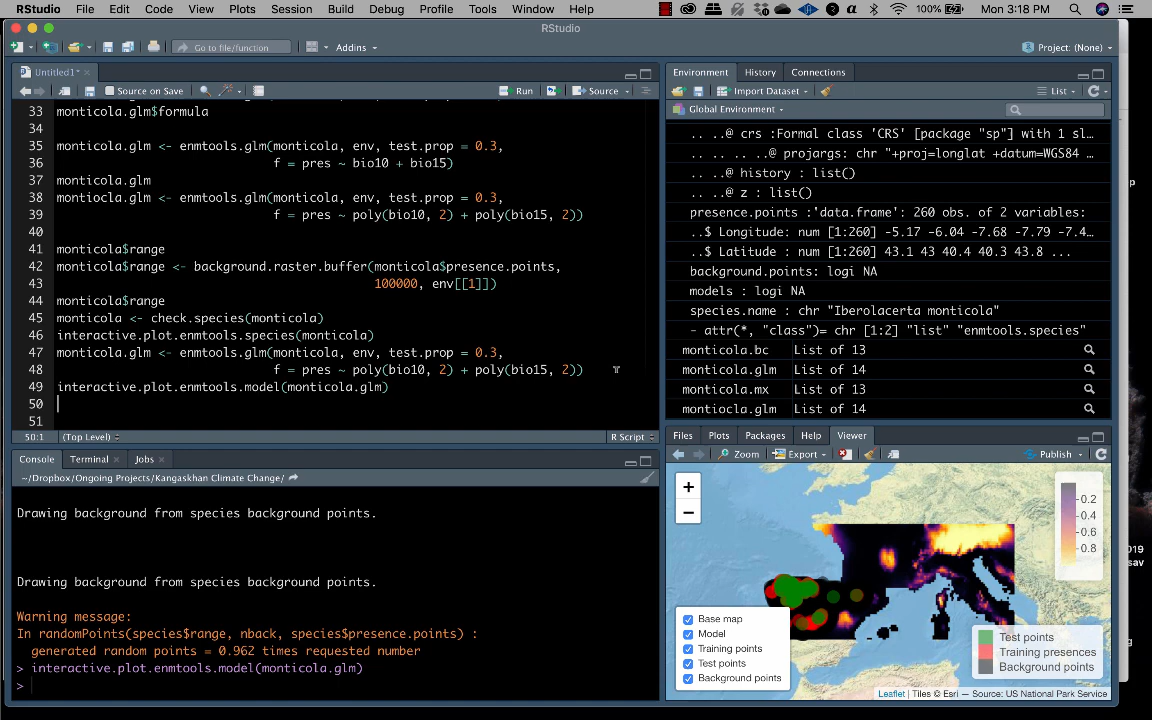 RStudio File Edit Code View Plots Session Build Debug Profile Tools Window Help 100% Mon 3:18 PM
RStudio
Go to file/function Addins Project: (None)
Untitled1* ×
Source on Save Run Source
33 monticola.glm$formula
34
35 monticola.glm <- enmtools.glm(monticola, env, test.prop = 0.3,
36 f = pres ~ bio10 + bio15)
37 monticola.glm
38 montiocla.glm <- enmtools.glm(monticola, env, test.prop = 0.3,
39 f = pres ~ poly(bio10, 2) + poly(bio15, 2))
40
41 monticola$range
42 monticola$range <- background.raster.buffer(monticola$presence.points,
43 100000, env[[1]])
44 monticola$range
45 monticola <- check.species(monticola)
46 interactive.plot.enmtools.species(monticola)
47 monticola.glm <- enmtools.glm(monticola, env, test.prop = 0.3,
48 f = pres ~ poly(bio10, 2) + poly(bio15, 2))
49 interactive.plot.enmtools.model(monticola.glm)
50
51
50:1 (Top Level) R Script
Console Terminal × Jobs ×
~/Dropbox/Ongoing Projects/Kangaskhan Climate Change/
Drawing background from species background points.
Drawing background from species background points.
Warning message:
In randomPoints(species$range, nback, species$presence.points) :
generated random points = 0.962 times requested number
> interactive.plot.enmtools.model(monticola.glm)
>
Environment History Connections
Import Dataset List
Global Environment
.. ..@ crs :Formal class 'CRS' [package "sp"] with 1 sl…
.. .. .. ..@ projargs: chr "+proj=longlat +datum=WGS84 …
.. ..@ history : list()
.. ..@ z : list()
presence.points :'data.frame': 260 obs. of 2 variables:
..$ Longitude: num [1:260] -5.17 -6.04 -7.68 -7.79 -7.4…
..$ Latitude : num [1:260] 43.1 43 40.4 40.3 43.8 ...
background.points: logi NA
models : logi NA
species.name : chr "Iberolacerta monticola"
- attr(*, "class")= chr [1:2] "list" "enmtools.species"
monticola.bc List of 13
monticola.glm List of 14
monticola.mx List of 13
montiocla.glm List of 14
Files Plots Packages Help Viewer
Zoom Export Publish
+
−
0.2
0.4
0.6
0.8
Base map
Model
Training points
Test points
Background points
Test points
Training presences
Background points
Leaflet | Tiles © Esri — Source: US National Park Service
019
sav